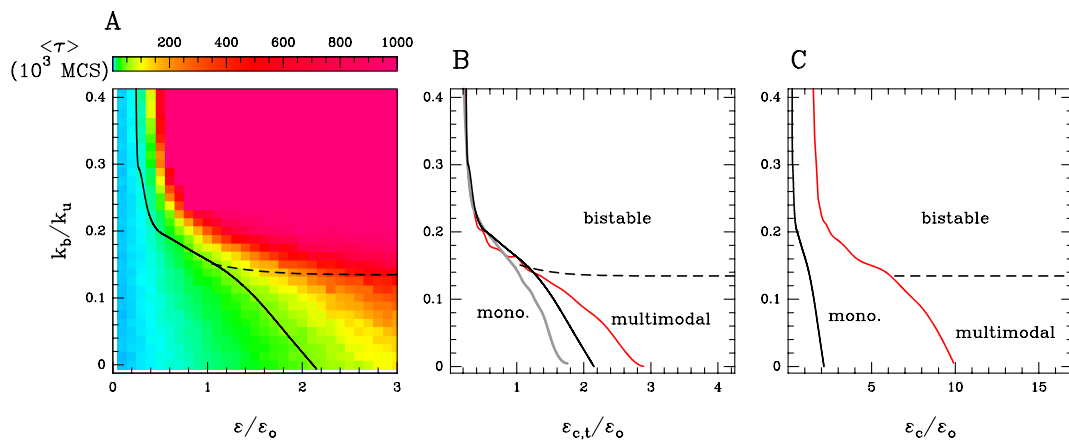 A
<τ>
(10³ MCS)
200 400 600 800 1000
k_b/k_u
0.4
0.3
0.2
0.1
0
0 1 2 3
ε/ε_o
B
0.4
0.3
0.2
0.1
0
bistable
mono.
multimodal
0 1 2 3 4
ε_c,t/ε_o
C
0.4
0.3
0.2
0.1
0
bistable
mono.
multimodal
0 5 10 15
ε_c/ε_o